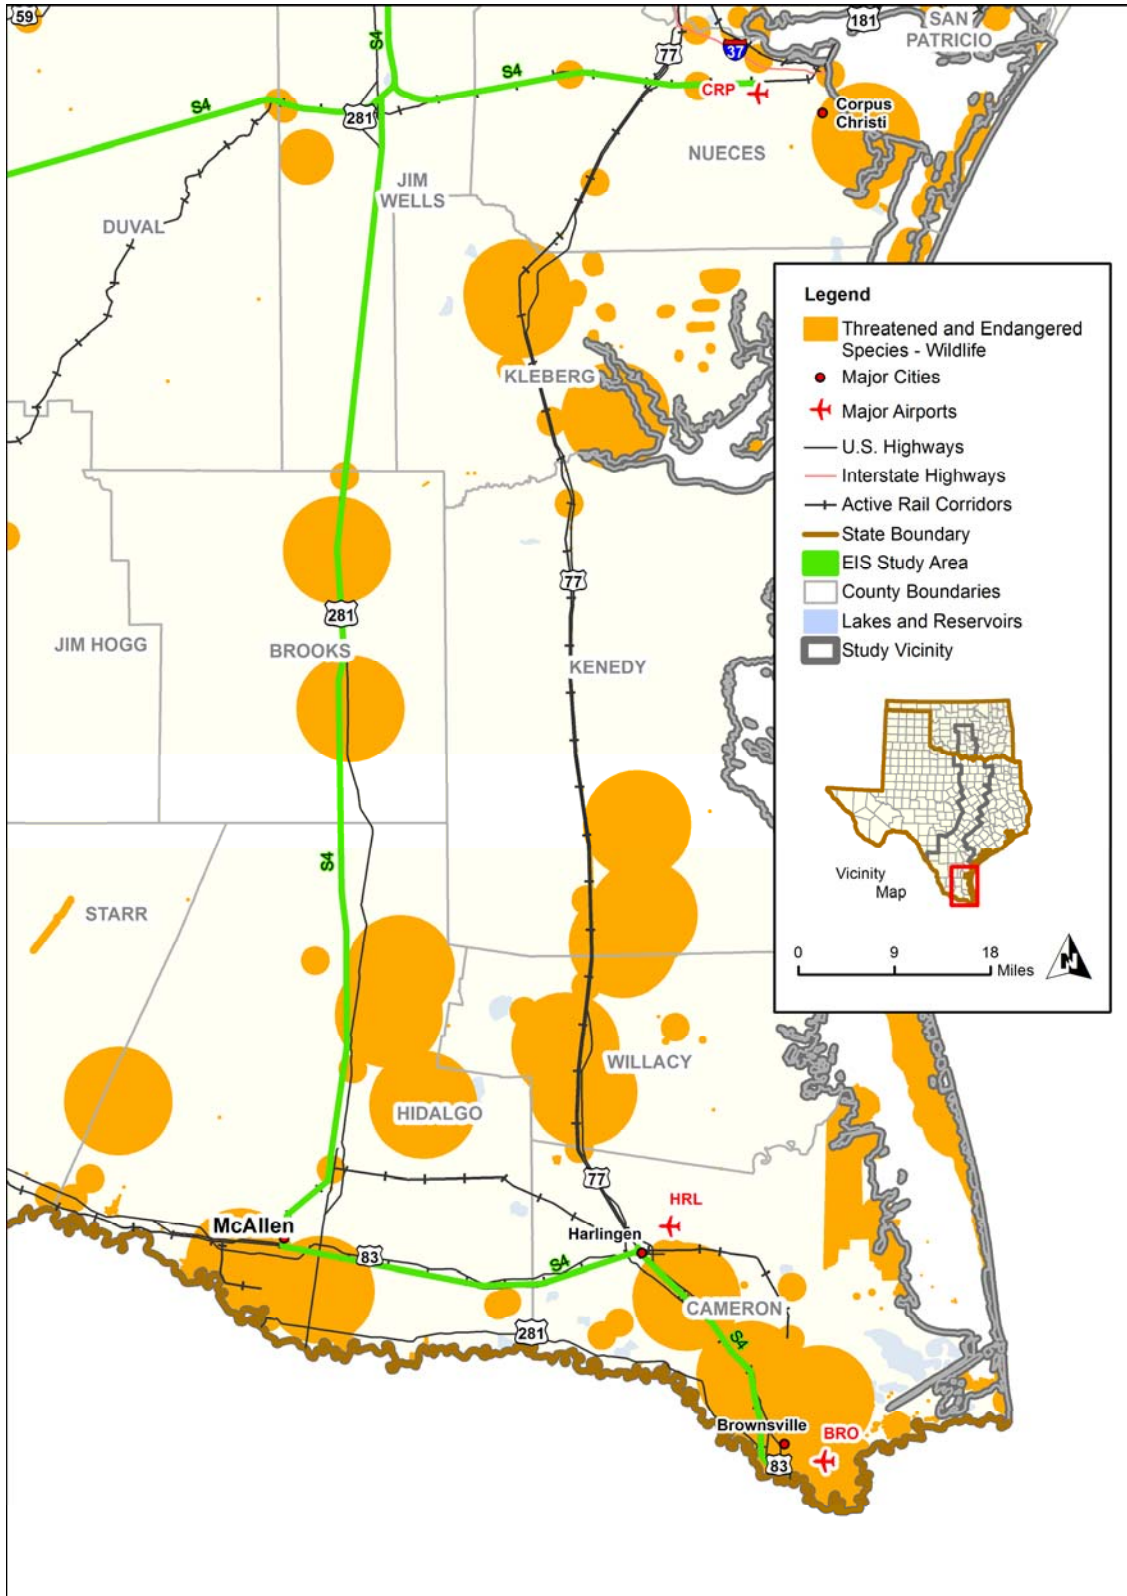 59
S4
77
37
181
SAN
PATRICIO
S4
S4
CRP
281
Corpus
Christi
NUECES
JIM
WELLS
DUVAL
KLEBERG
77
281
JIM HOGG
BROOKS
KENEDY
S4
STARR
WILLACY
HIDALGO
77
HRL
McAllen
Harlingen
83
S4
CAMERON
281
S4
Brownsville
BRO
83
Legend
Threatened and Endangered
Species - Wildlife
Major Cities
Major Airports
U.S. Highways
Interstate Highways
Active Rail Corridors
State Boundary
EIS Study Area
County Boundaries
Lakes and Reservoirs
Study Vicinity
Vicinity
Map
0 9 18
Miles
N